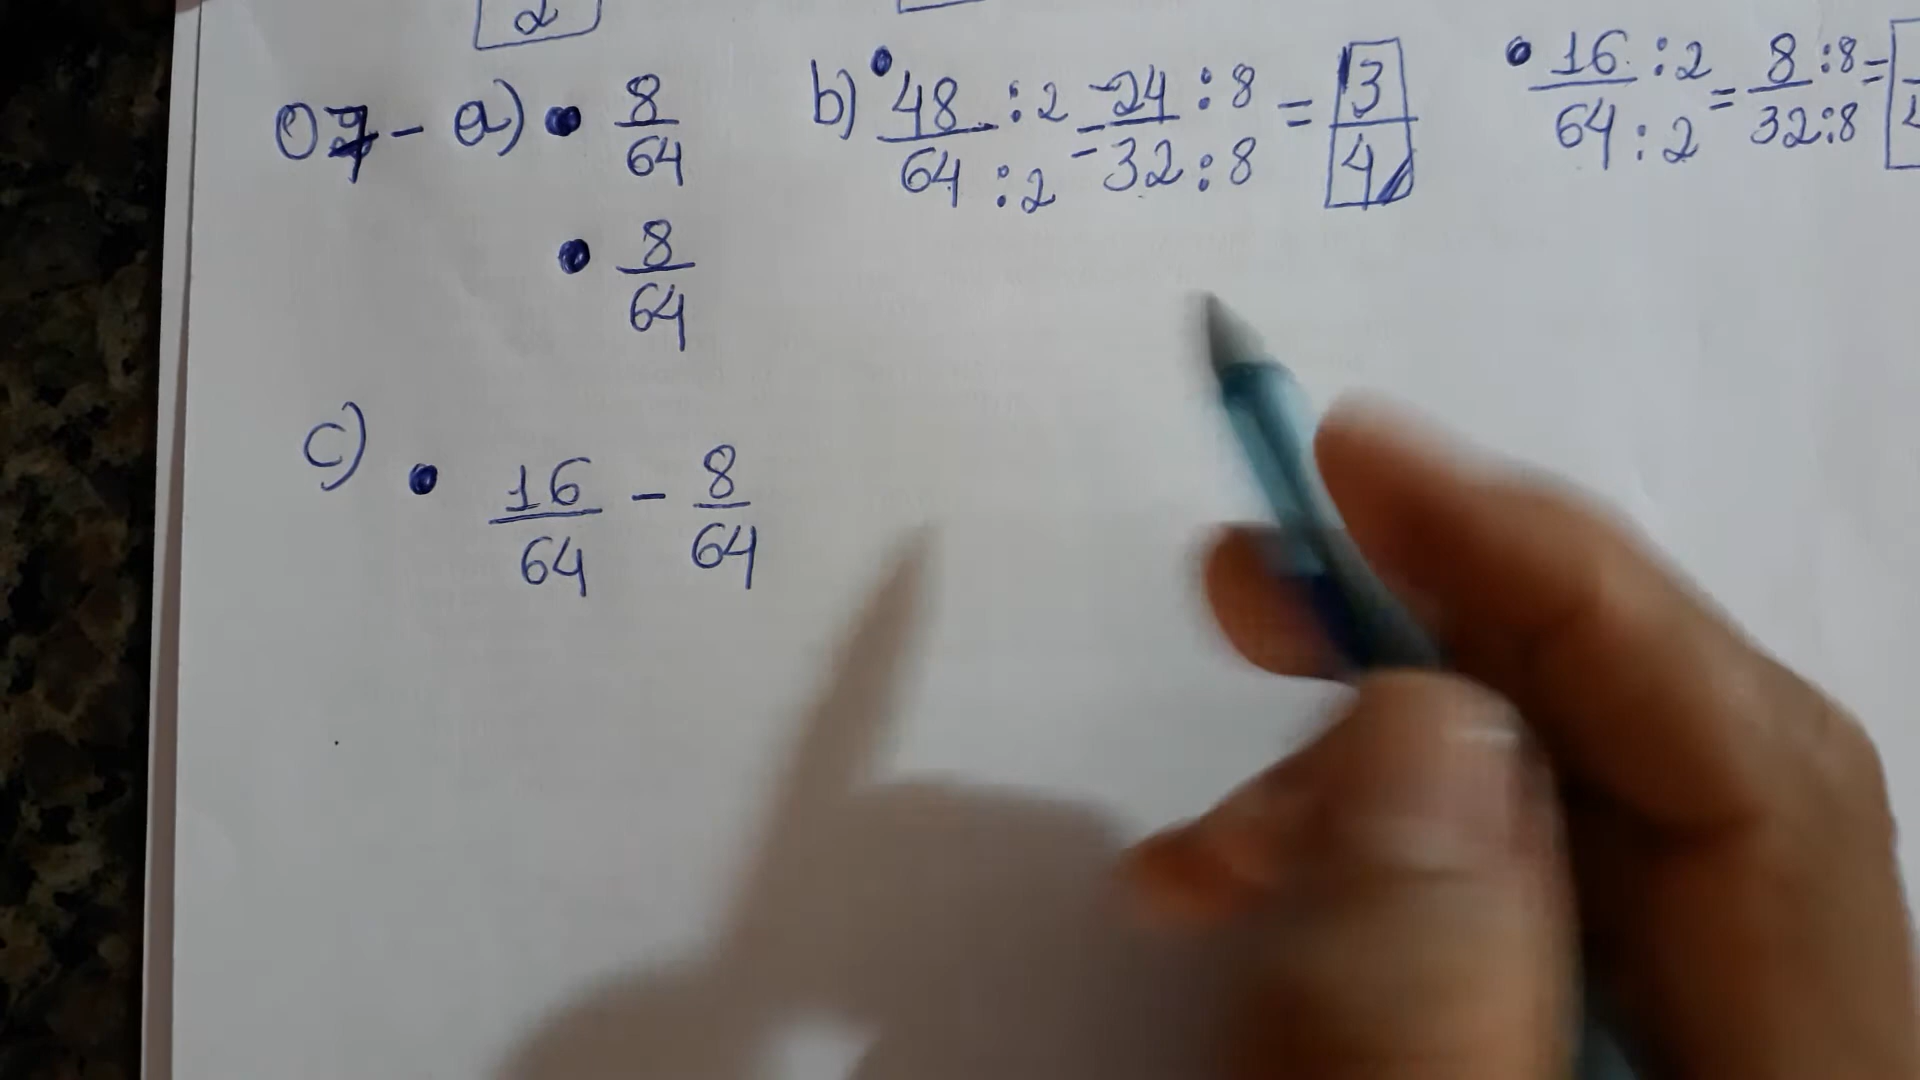 2
07 - a) • 8/64
b) • 48/64 :2/:2 = 24/32 :8/:8 = 3/4
• 16/64 :2/:2 = 8/32 :8/:8 =
• 8/64
c) • 16/64 - 8/64